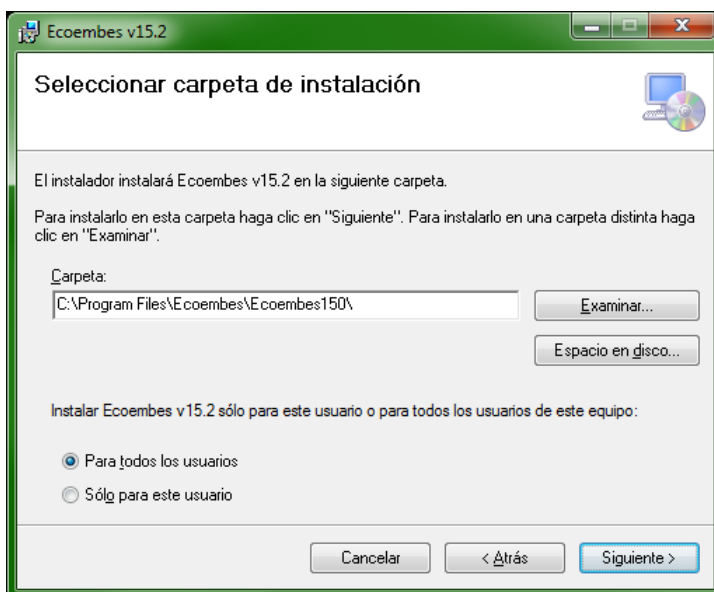 Ecoembes v15.2
Seleccionar carpeta de instalación
El instalador instalará Ecoembes v15.2 en la siguiente carpeta.
Para instalarlo en esta carpeta haga clic en "Siguiente". Para instalarlo en una carpeta distinta haga
clic en "Examinar".
Carpeta:
C:\Program Files\Ecoembes\Ecoembes150\
Examinar...
Espacio en disco...
Instalar Ecoembes v15.2 sólo para este usuario o para todos los usuarios de este equipo:
Para todos los usuarios
Sólo para este usuario
Cancelar < Atrás Siguiente >